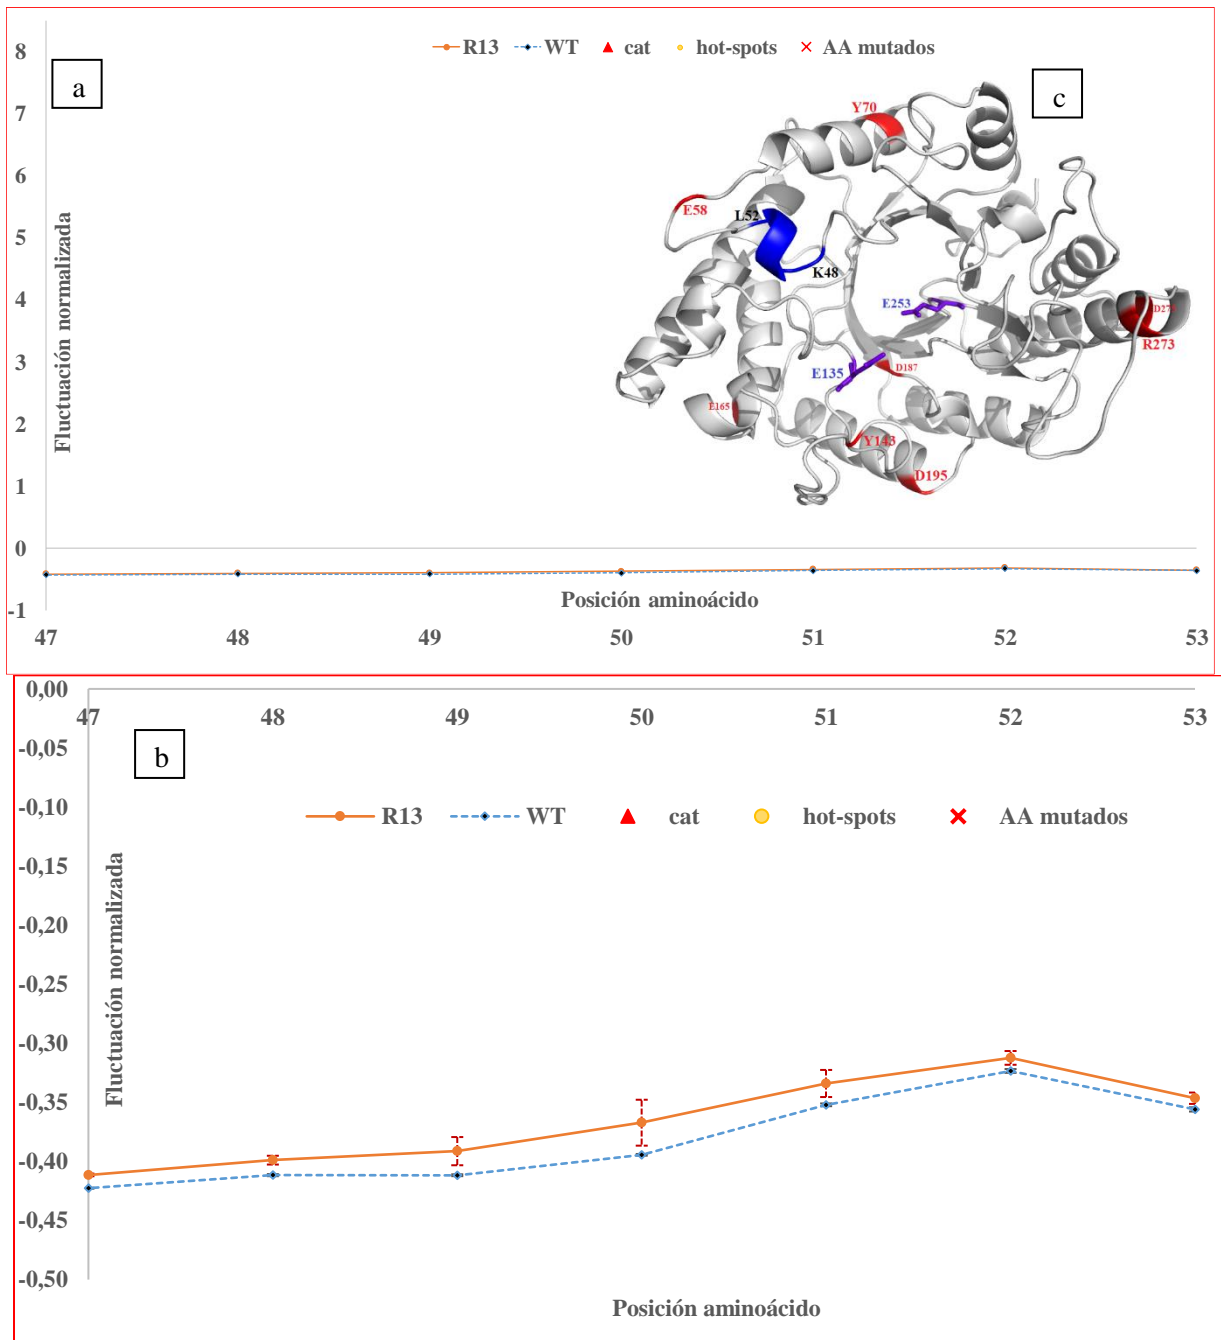 8
R13 WT cat hot-spots AA mutados
a
c
7
Y70
6
E58
L52
5
K48
Fluctuación normalizada
4
E253
R273
3
E135
D187
E165
2
Y143
D195
1
0
Posición aminoácido
-1
47 48 49 50 51 52 53
0,00
47 48 49 50 51 52 53
-0,05
b
-0,10
R13 WT cat hot-spots AA mutados
-0,15
Fluctuación normalizada
-0,20
-0,25
-0,30
-0,35
-0,40
-0,45
-0,50
Posición aminoácido